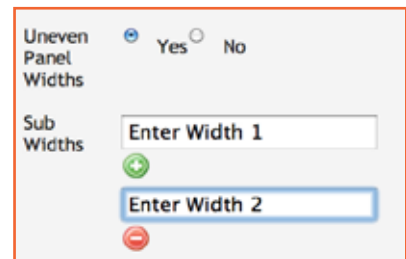 Uneven
Panel
Widths
Yes No
Sub
Widths
Enter Width 1
Enter Width 2